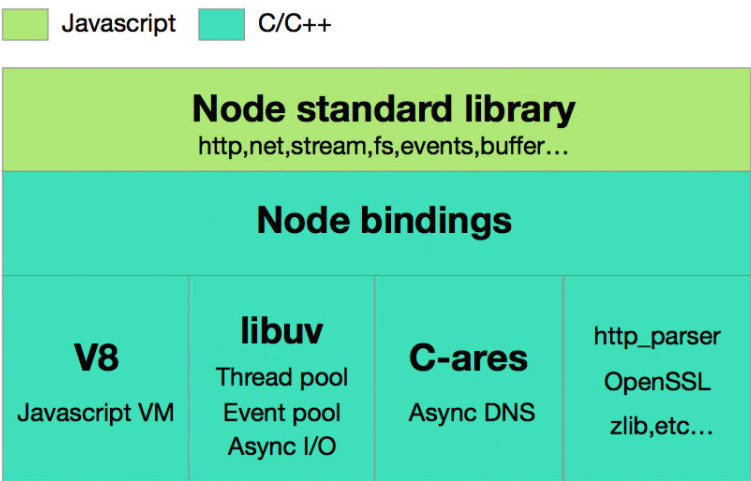 Javascript C/C++
Node standard library
http,net,stream,fs,events,buffer...
Node bindings
V8
Javascript VM
libuv
Thread pool
Event pool
Async I/O
C-ares
Async DNS
http_parser
OpenSSL
zlib,etc...